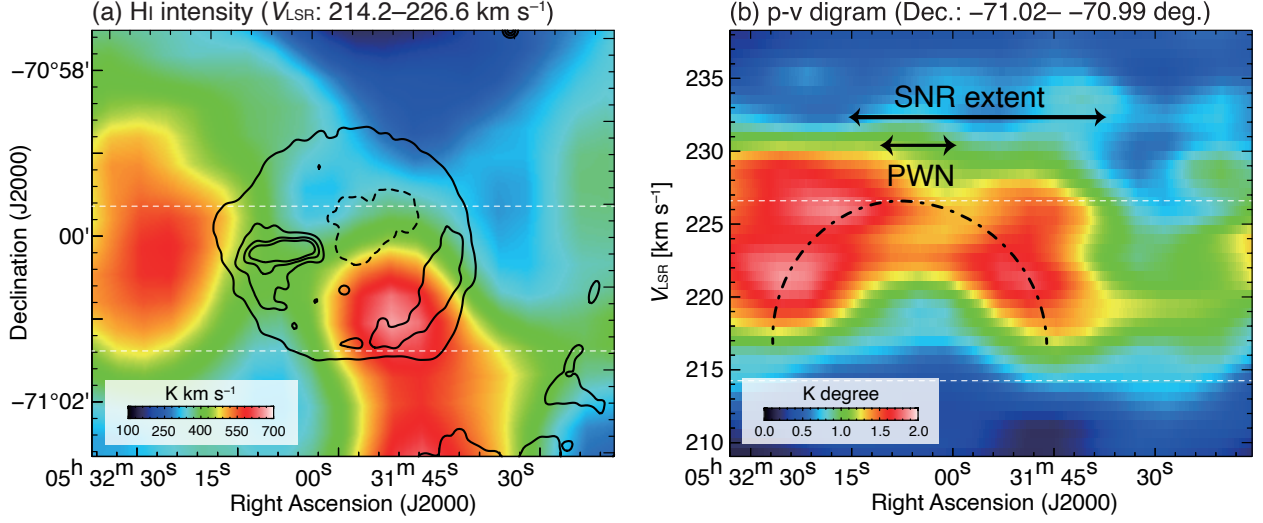 (a) HI intensity (VLSR: 214.2–226.6 km s⁻¹)
−70°58'
00'
−71°02'
Declination (J2000)
K km s⁻¹
100 250 400 550 700
05ʰ 32ᵐ 30ˢ 15ˢ 00ˢ 31ᵐ 45ˢ 30ˢ
Right Ascension (J2000)
(b) p-v digram (Dec.: −71.02– −70.99 deg.)
235
230
225
220
215
210
VLSR [km s⁻¹]
SNR extent
PWN
K degree
0.0 0.5 1.0 1.5 2.0
05ʰ 32ᵐ 30ˢ 15ˢ 00ˢ 31ᵐ 45ˢ 30ˢ
Right Ascension (J2000)